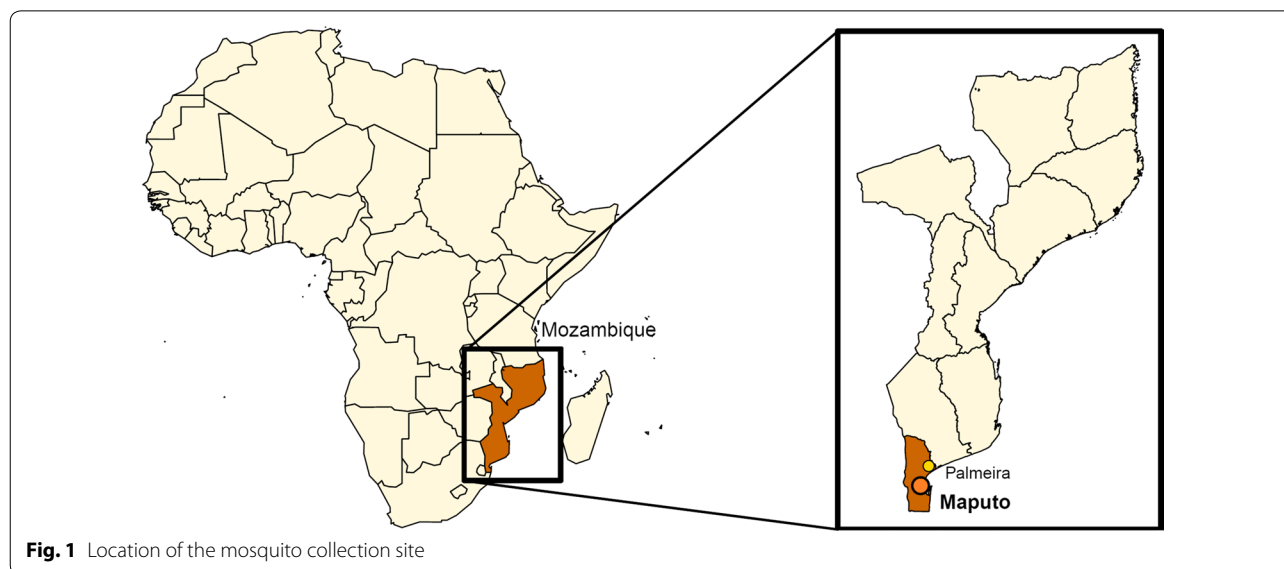 Mozambique
Palmeira
Maputo
Fig. 1 Location of the mosquito collection site